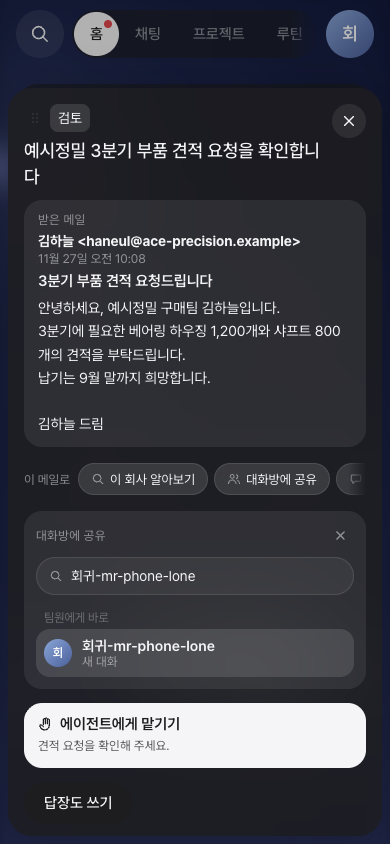 홈
채팅
프로젝트
루틴
회
검토
예시정밀 3분기 부품 견적 요청을 확인합니
다
받은 메일
김하늘 <haneul@ace-precision.example>
11월 27일 오전 10:08
3분기 부품 견적 요청드립니다
안녕하세요, 예시정밀 구매팀 김하늘입니다.
3분기에 필요한 베어링 하우징 1,200개와 샤프트 800
개의 견적을 부탁드립니다.
납기는 9월 말까지 희망합니다.
김하늘 드림
이 메일로
이 회사 알아보기
대화방에 공유
대화방에 공유
회귀-mr-phone-lone
팀원에게 바로
회
회귀-mr-phone-lone
새 대화
에이전트에게 맡기기
견적 요청을 확인해 주세요.
답장도 쓰기